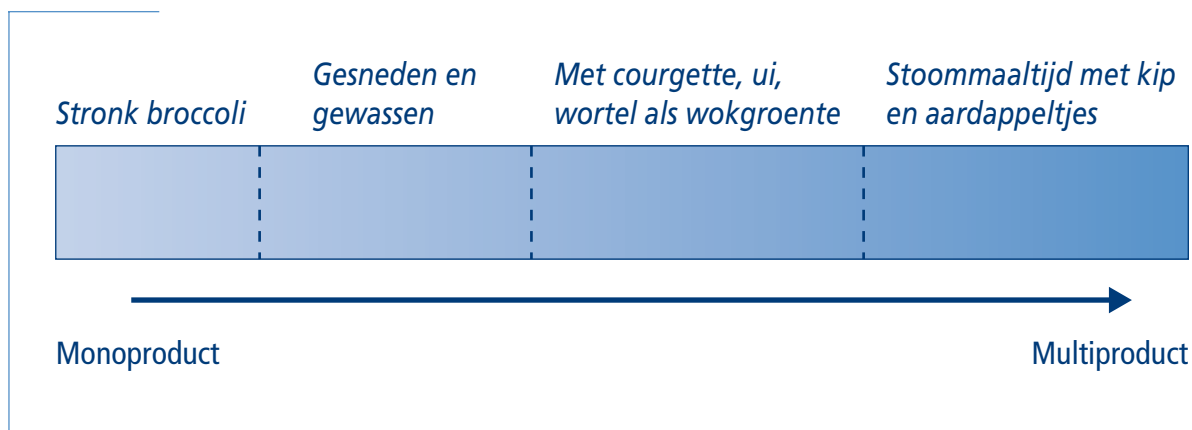 Stronk broccoli
Gesneden en
gewassen
Met courgette, ui,
wortel als wokgroente
Stoommaaltijd met kip
en aardappeltjes
Monoproduct
Multiproduct